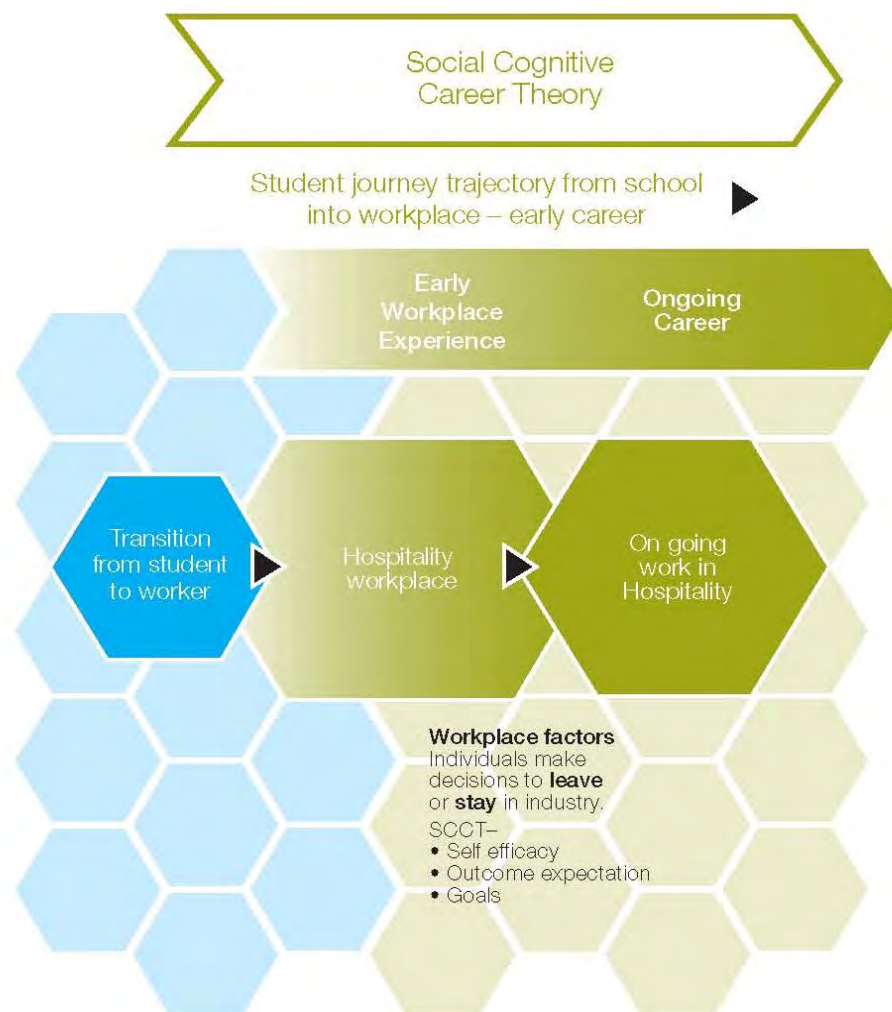 Social Cognitive
Career Theory
Student journey trajectory from school
into workplace – early career
Early
Workplace
Experience
Ongoing
Career
Transition
from student
to worker
Hospitality
workplace
On going
work in
Hospitality
Workplace factors
Individuals make
decisions to leave
or stay in industry.
SCCT–
• Self efficacy
• Outcome expectation
• Goals